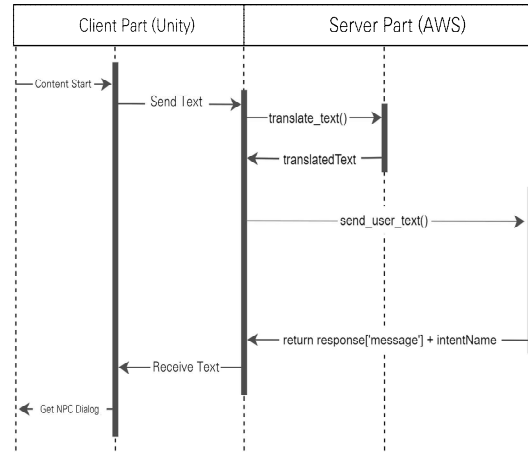 Client Part (Unity)
Server Part (AWS)
Content Start
Send Text
translate_text()
translatedText
send_user_text()
return response['message'] + intentName
Receive Text
Get NPC Dialog